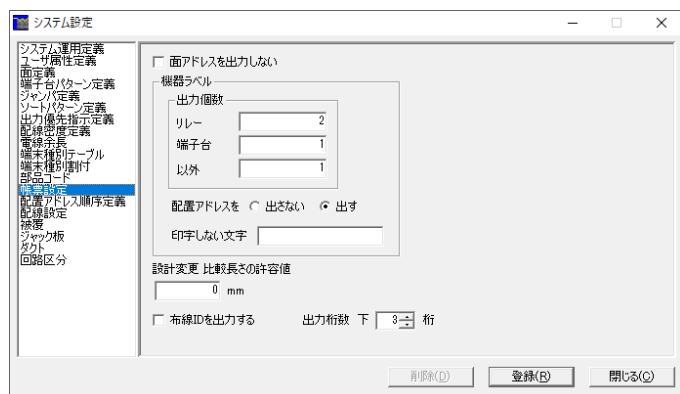 システム設定
システム運用定義
ユーザ属性定義
面定義
端子台パターン定義
ジャンパ定義
ソートパターン定義
出力優先指示定義
配線密度定義
電線余長
端末種別テーブル
端末種別割付
部品コード
帳票設定
配置アドレス順序定義
配線設定
被覆
ジャック板
ダクト
回路区分
面アドレスを出力しない
機器ラベル
出力個数
リレー 2
端子台 1
以外 1
配置アドレスを 出さない 出す
印字しない文字
設計変更 比較長さの許容値
0 mm
布線IDを出力する 出力桁数 下 3 桁
削除(D) 登録(R) 閉じる(C)